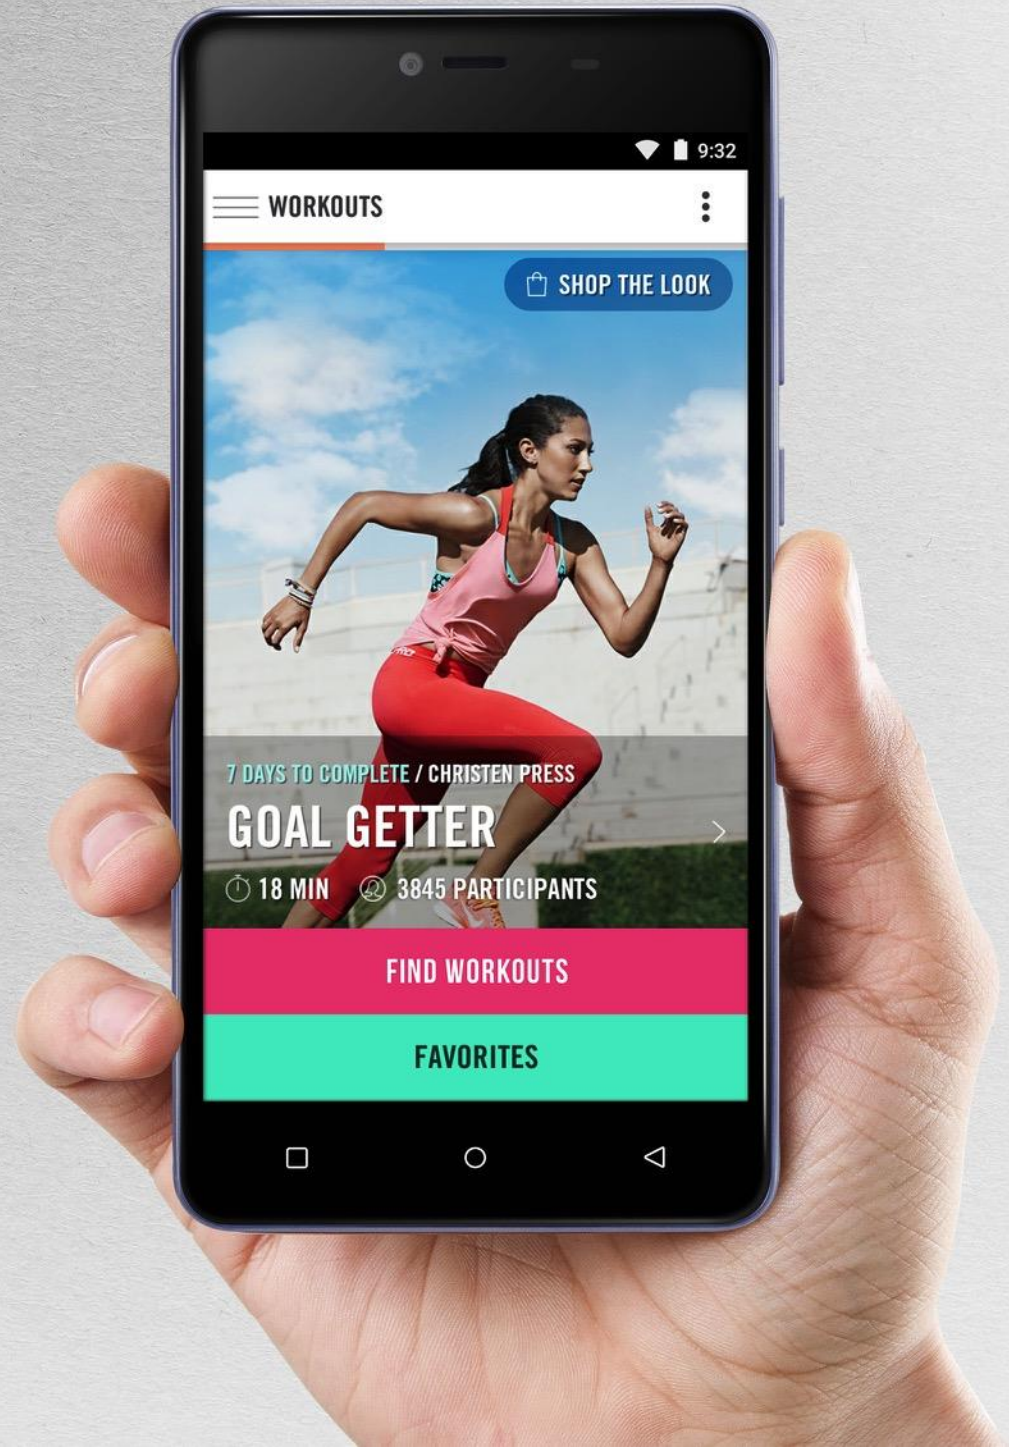 9:32
WORKOUTS
SHOP THE LOOK
7 DAYS TO COMPLETE / CHRISTEN PRESS
GOAL GETTER
18 MIN 3845 PARTICIPANTS
FIND WORKOUTS
FAVORITES